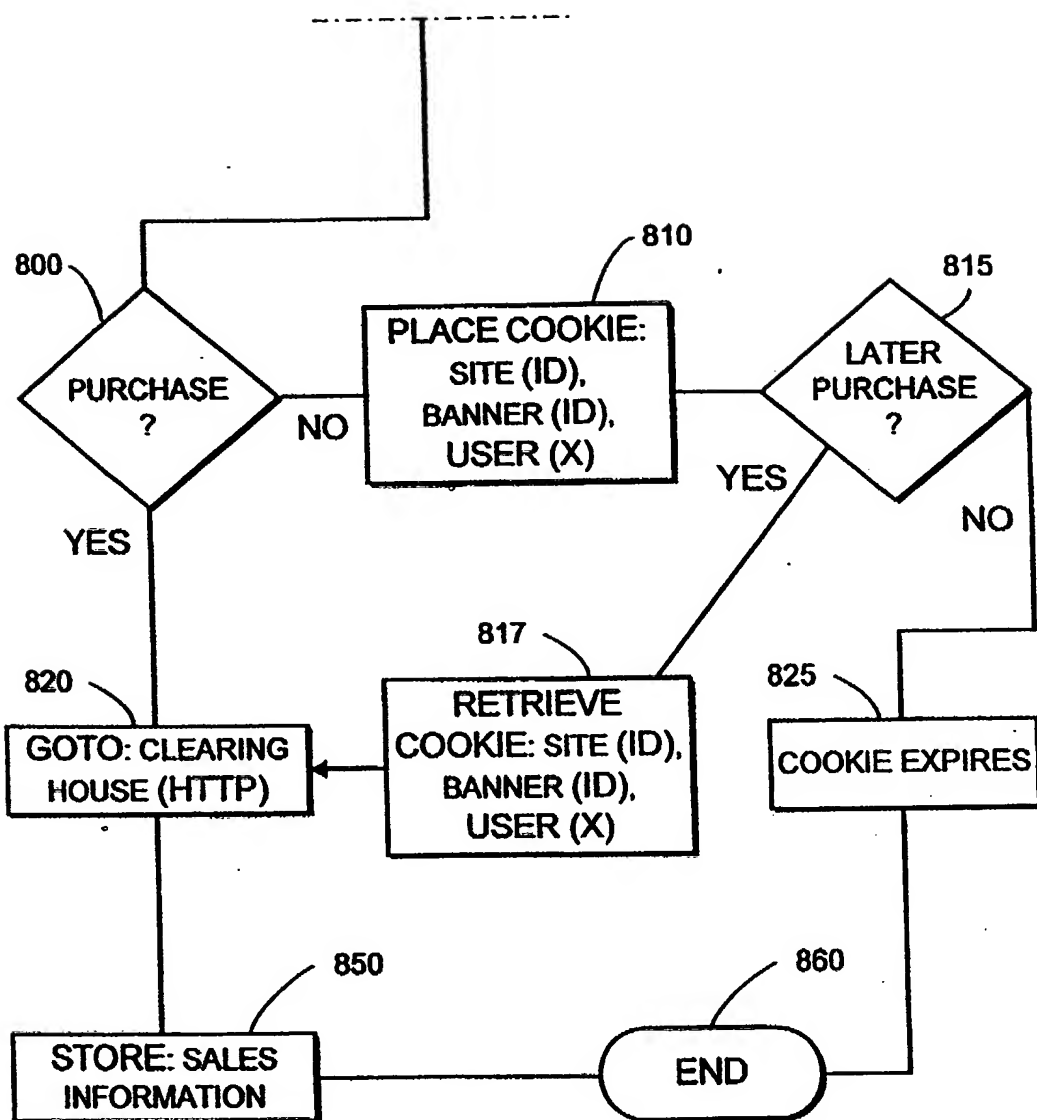 800
PURCHASE
?
NO
YES
810
PLACE COOKIE:
SITE (ID),
BANNER (ID),
USER (X)
815
LATER
PURCHASE
?
YES
NO
817
RETRIEVE
COOKIE: SITE (ID),
BANNER (ID),
USER (X)
820
GOTO: CLEARING
HOUSE (HTTP)
825
COOKIE EXPIRES
850
STORE: SALES
INFORMATION
860
END